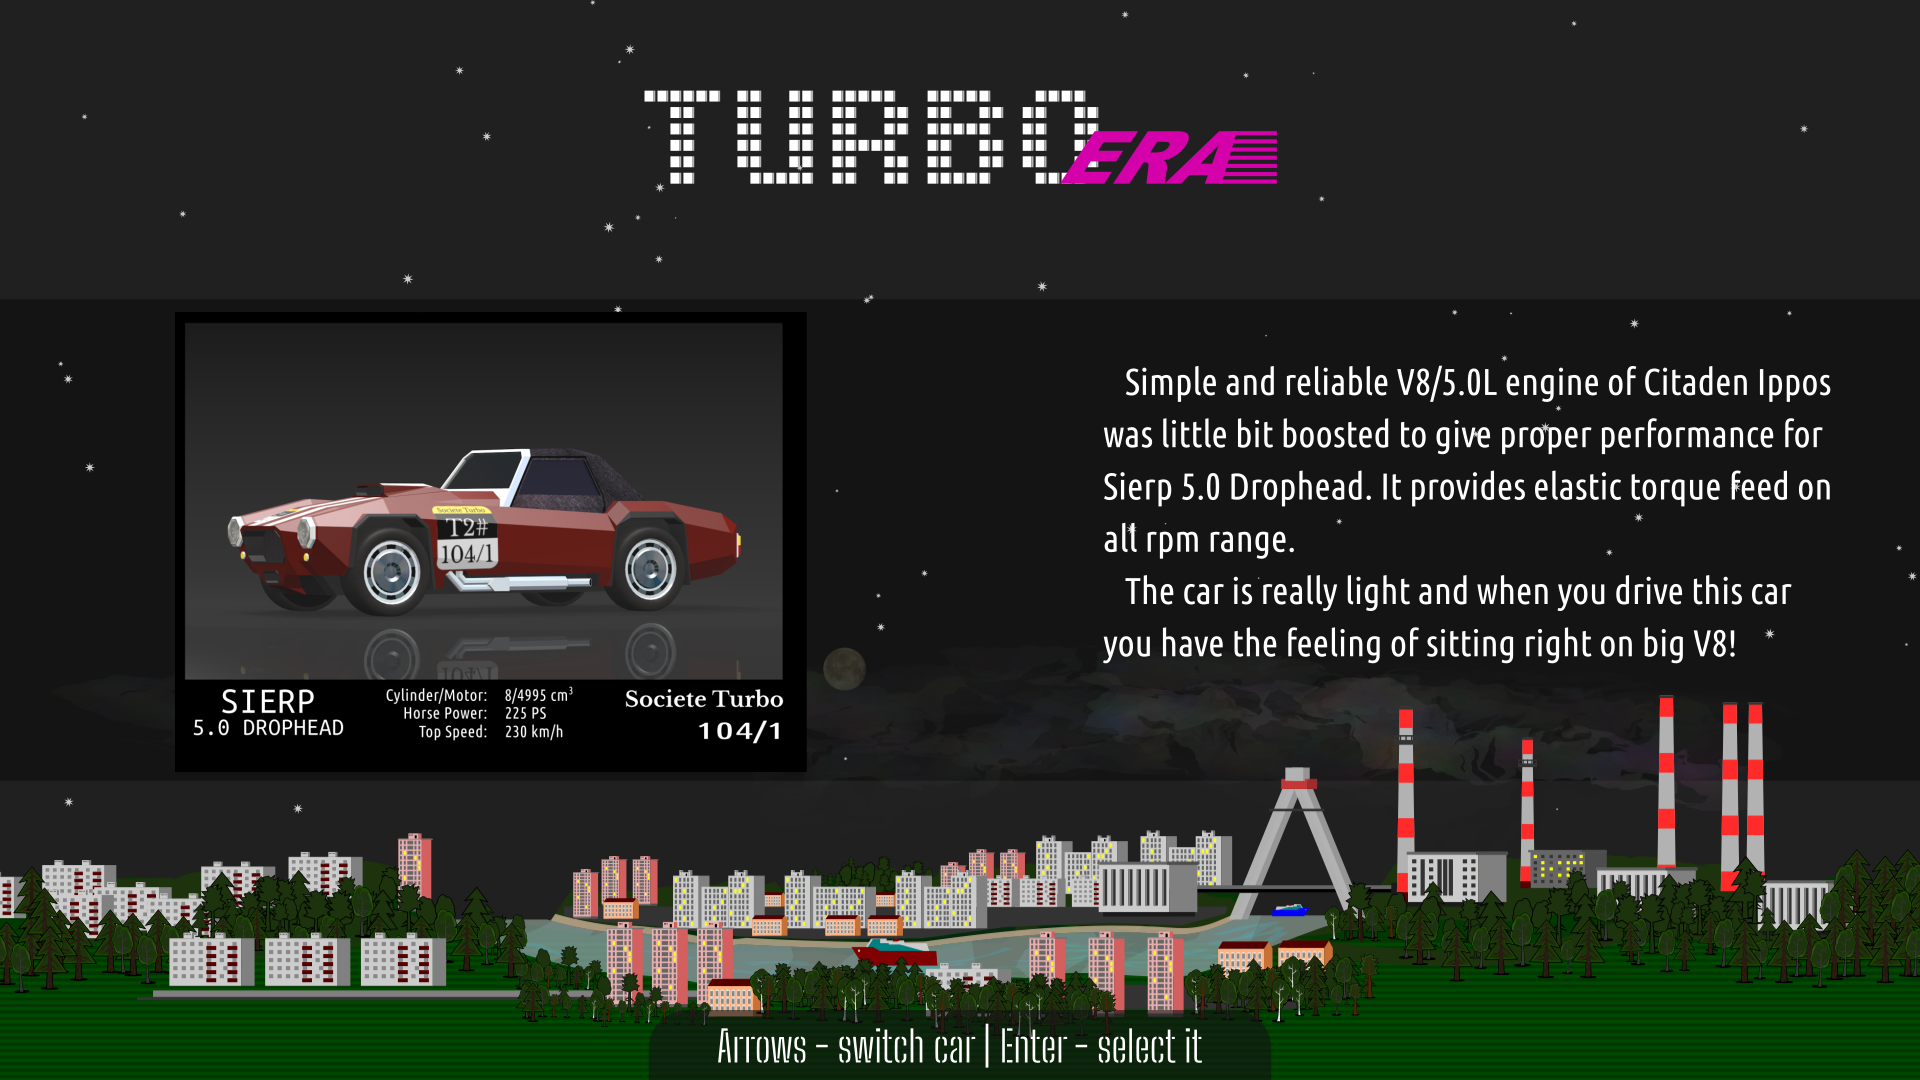 TURBO ERA
Simple and reliable V8/5.0L engine of Citaden Ippos
was little bit boosted to give proper performance for
Sierp 5.0 Drophead. It provides elastic torque feed on
all rpm range.
The car is really light and when you drive this car
you have the feeling of sitting right on big V8!
Societe Turbo
T2#
104/1
SIERP
5.0 DROPHEAD
Cylinder/Motor: 8/4995 cm³
Horse Power: 225 PS
Top Speed: 230 km/h
Societe Turbo
104/1
Arrows - switch car | Enter - select it